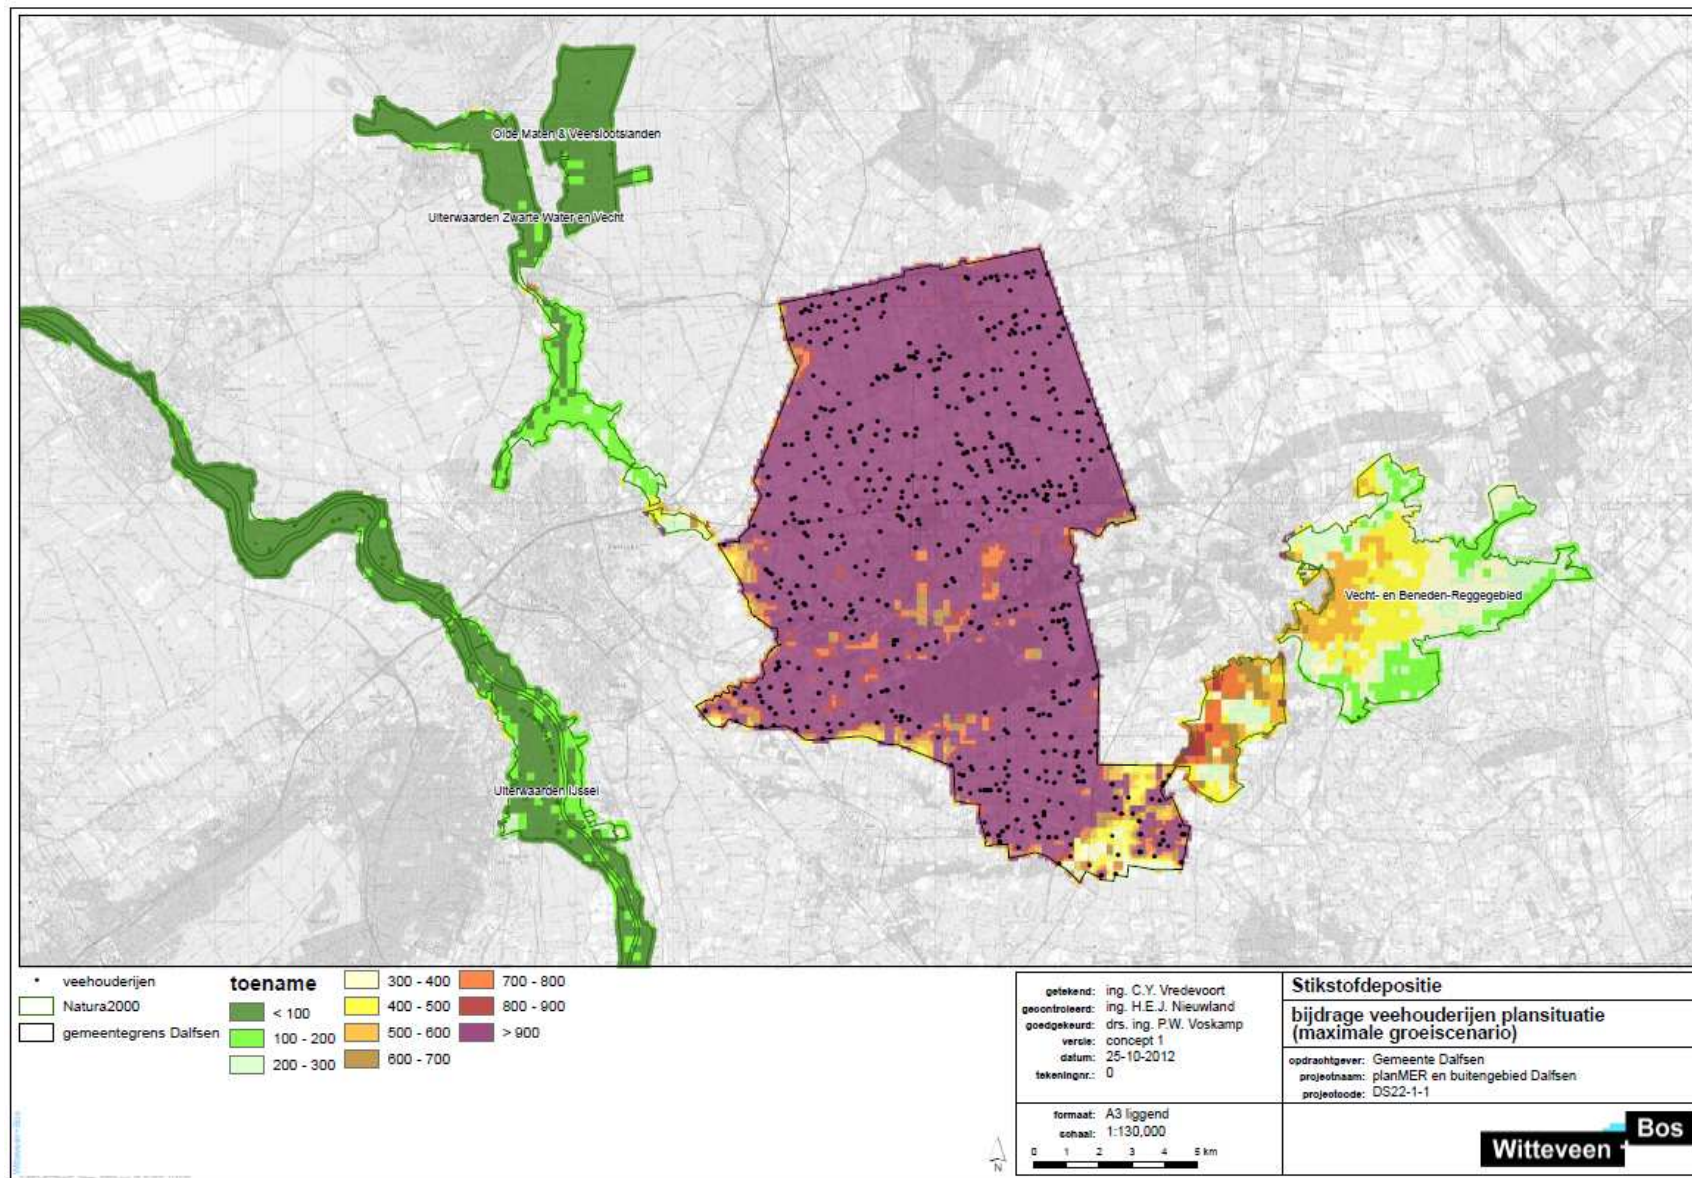 Olde Maten & Veerslootslanden
Uiterwaarden Zwarte Water en Vecht
Vecht- en Beneden-Reggegebied
Uiterwaarden IJssel
veehouderijen
Natura2000
gemeentegrens Dalfsen
toename
< 100
100 - 200
200 - 300
300 - 400
400 - 500
500 - 600
600 - 700
700 - 800
800 - 900
> 900
getekend: ing. C.Y. Vredevoort
gecontroleerd: ing. H.E.J. Nieuwland
goedgekeurd: drs. ing. P.W. Voskamp
versie: concept 1
datum: 25-10-2012
tekeningnr.: 0
formaat: A3 liggend
schaal: 1:130,000
0 1 2 3 4 5 km
N
Stikstofdepositie
bijdrage veehouderijen plansituatie
(maximale groeiscenario)
opdrachtgever: Gemeente Dalfsen
projectnaam: planMER en buitengebied Dalfsen
projectcode: DS22-1-1
Witteveen + Bos
Witteveen+Bos